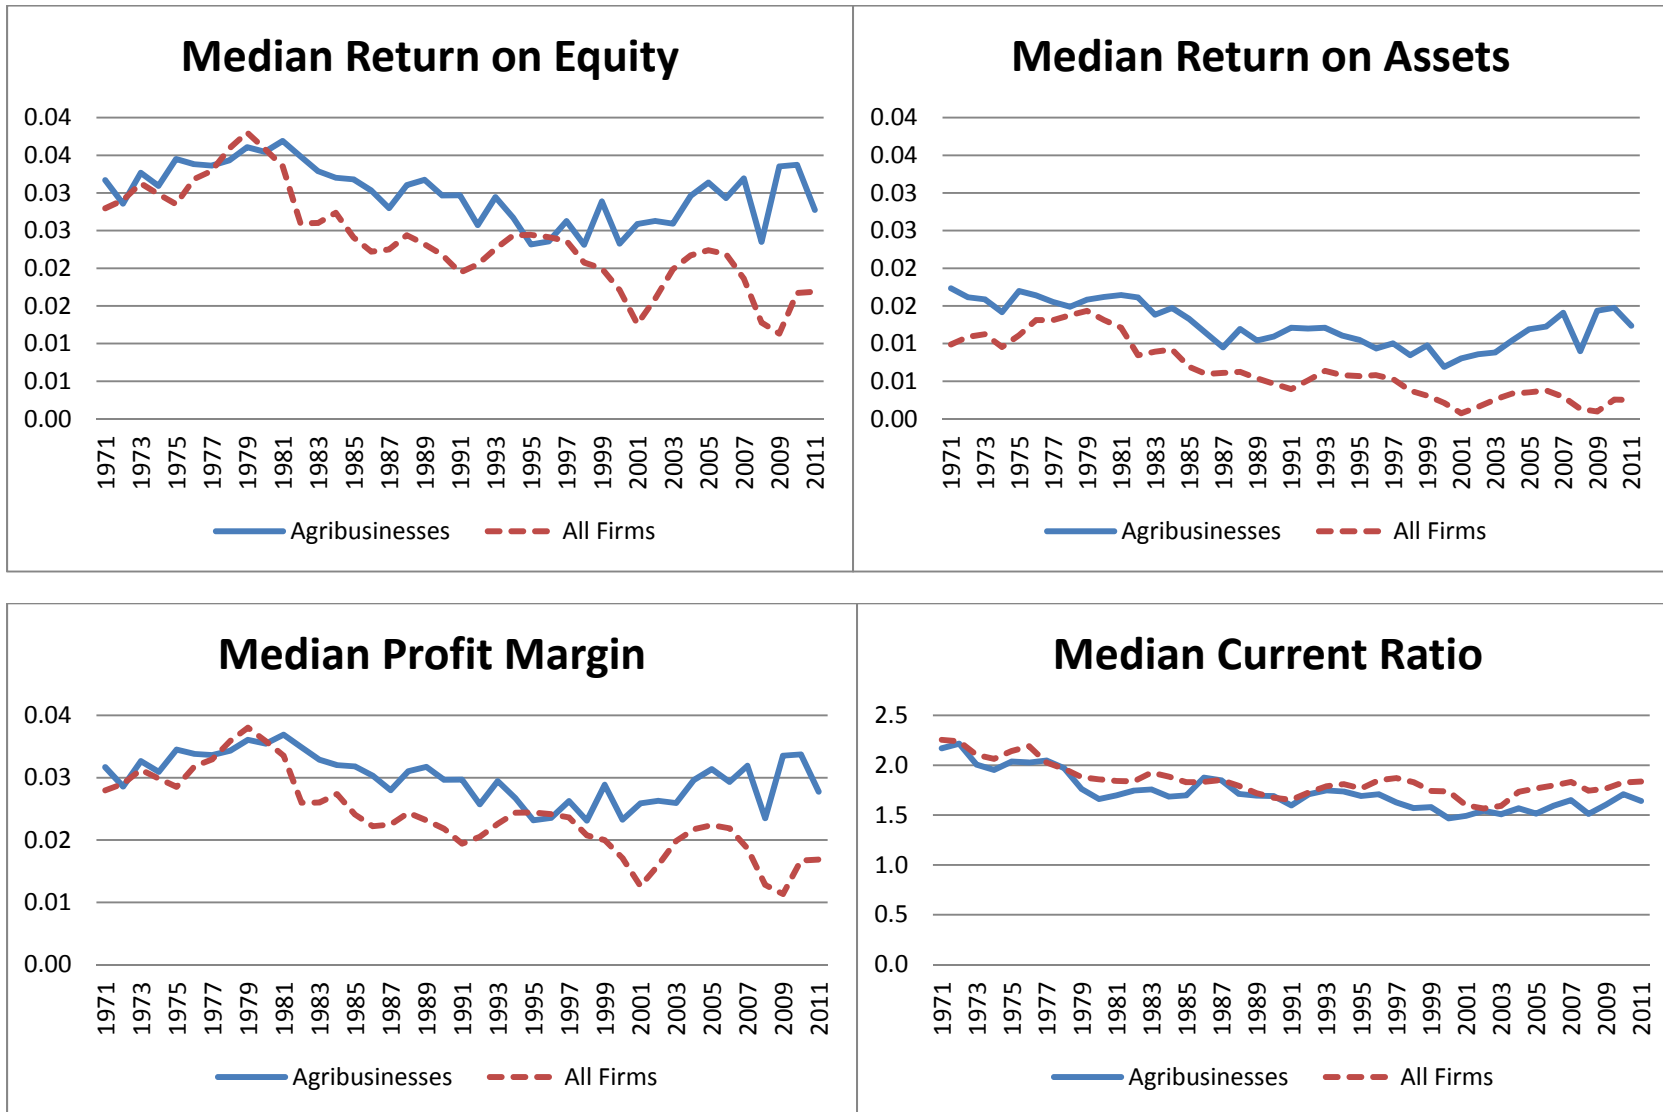 Median Return on Equity
0.04
0.04
0.03
0.03
0.02
0.02
0.01
0.01
0.00
1971 1973 1975 1977 1979 1981 1983 1985 1987 1989 1991 1993 1995 1997 1999 2001 2003 2005 2007 2009 2011
Agribusinesses All Firms
Median Return on Assets
0.04
0.04
0.03
0.03
0.02
0.02
0.01
0.01
0.00
1971 1973 1975 1977 1979 1981 1983 1985 1987 1989 1991 1993 1995 1997 1999 2001 2003 2005 2007 2009 2011
Agribusinesses All Firms
Median Profit Margin
0.04
0.03
0.02
0.01
0.00
1971 1973 1975 1977 1979 1981 1983 1985 1987 1989 1991 1993 1995 1997 1999 2001 2003 2005 2007 2009 2011
Agribusinesses All Firms
Median Current Ratio
2.5
2.0
1.5
1.0
0.5
0.0
1971 1973 1975 1977 1979 1981 1983 1985 1987 1989 1991 1993 1995 1997 1999 2001 2003 2005 2007 2009 2011
Agribusinesses All Firms